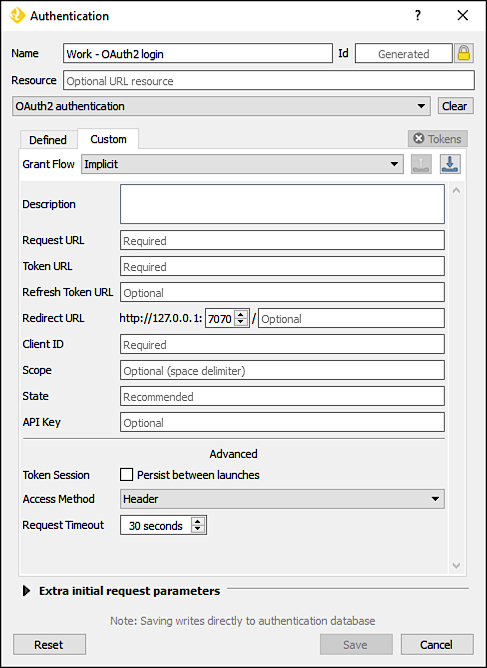 Authentication ?
Name Work - OAuth2 login Id Generated
Resource Optional URL resource
OAuth2 authentication Clear
Defined Custom Tokens
Grant Flow Implicit
Description
Request URL Required
Token URL Required
Refresh Token URL Optional
Redirect URL http://127.0.0.1: 7070 / Optional
Client ID Required
Scope Optional (space delimiter)
State Recommended
API Key Optional
Advanced
Token Session Persist between launches
Access Method Header
Request Timeout 30 seconds
Extra initial request parameters
Note: Saving writes directly to authentication database
Reset Save Cancel